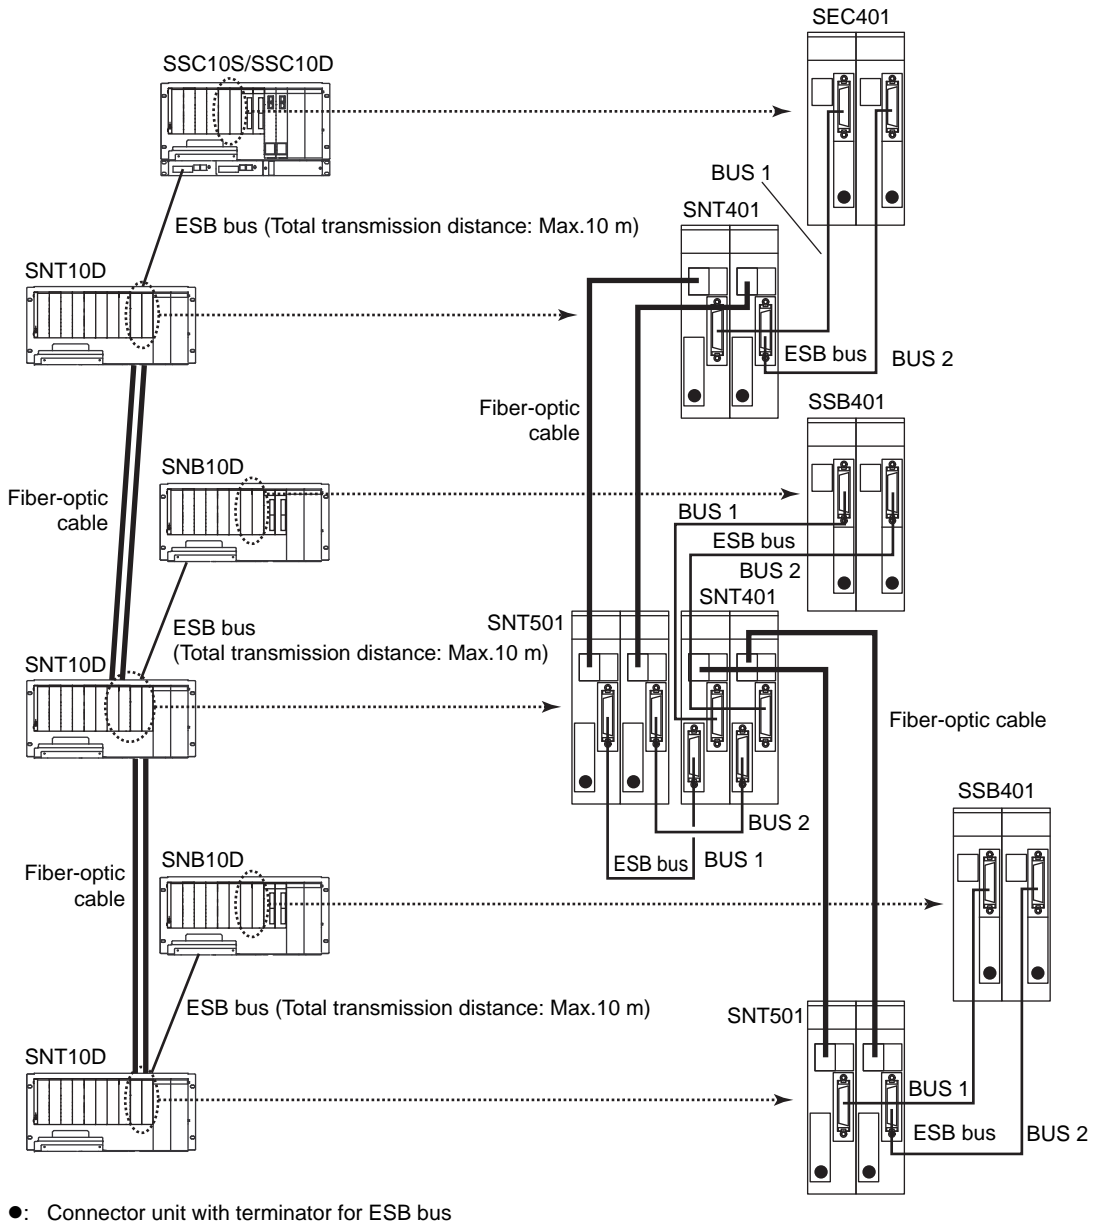 SEC401
SSC10S/SSC10D
BUS 1
SNT401
ESB bus (Total transmission distance: Max.10 m)
SNT10D
ESB bus
BUS 2
Fiber-optic
cable
SSB401
SNB10D
Fiber-optic
cable
BUS 1
ESB bus
BUS 2
SNT401
SNT501
ESB bus
(Total transmission distance: Max.10 m)
SNT10D
Fiber-optic cable
SSB401
BUS 2
ESB bus
BUS 1
SNB10D
Fiber-optic
cable
ESB bus (Total transmission distance: Max.10 m)
SNT501
SNT10D
BUS 1
ESB bus
BUS 2
●: Connector unit with terminator for ESB bus